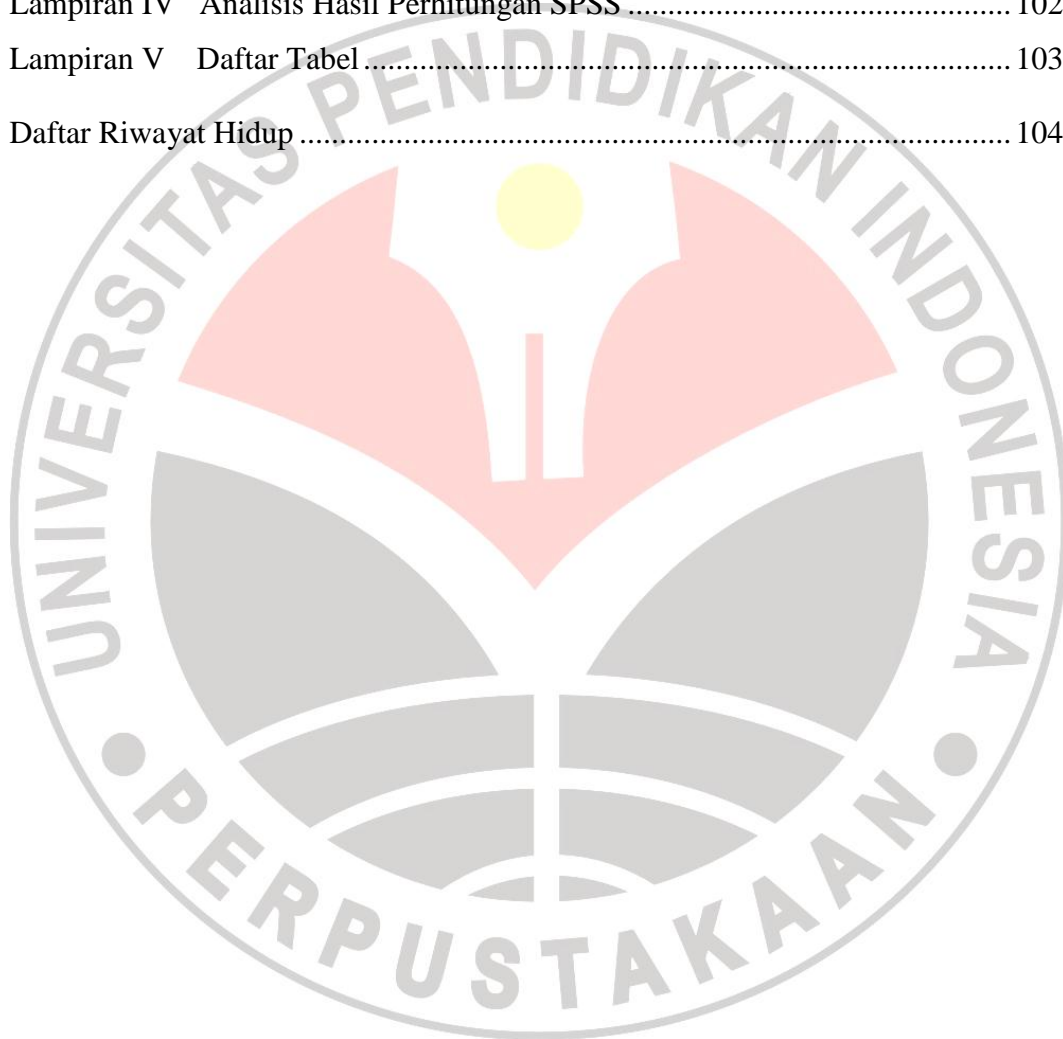 Lampiran IV Analisis Hasil Perhitungan SPSS ........................................................ 102
Lampiran V Daftar Tabel ................................................................................................ 103
Daftar Riwayat Hidup ......................................................................................................... 104
UNIVERSITAS PENDIDIKAN INDONESIA
PERPUSTAKAAN